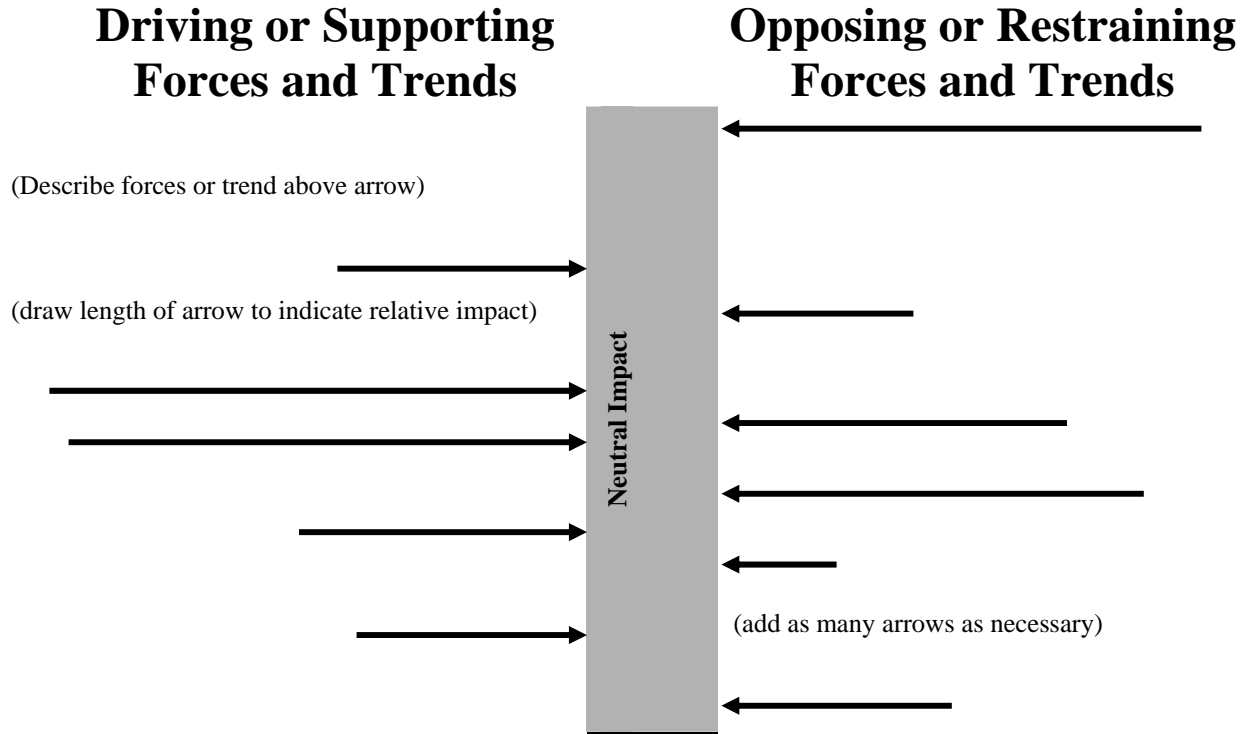 Driving or Supporting
Forces and Trends
Opposing or Restraining
Forces and Trends
(Describe forces or trend above arrow)
(draw length of arrow to indicate relative impact)
Neutral Impact
(add as many arrows as necessary)